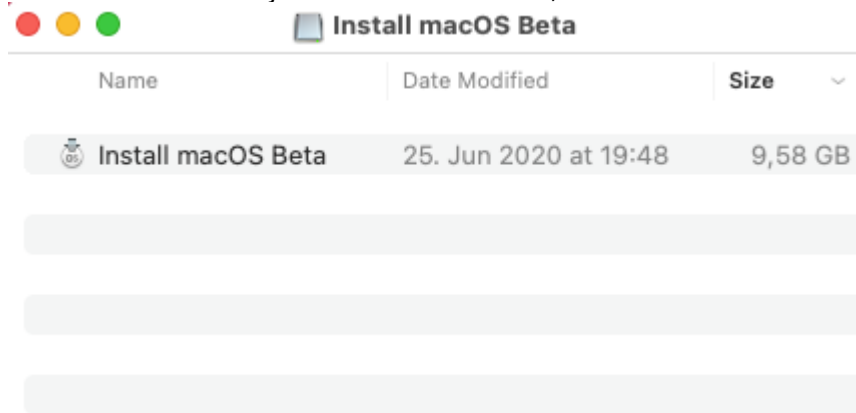 Install macOS Beta
Name Date Modified Size
Install macOS Beta 25. Jun 2020 at 19:48 9,58 GB